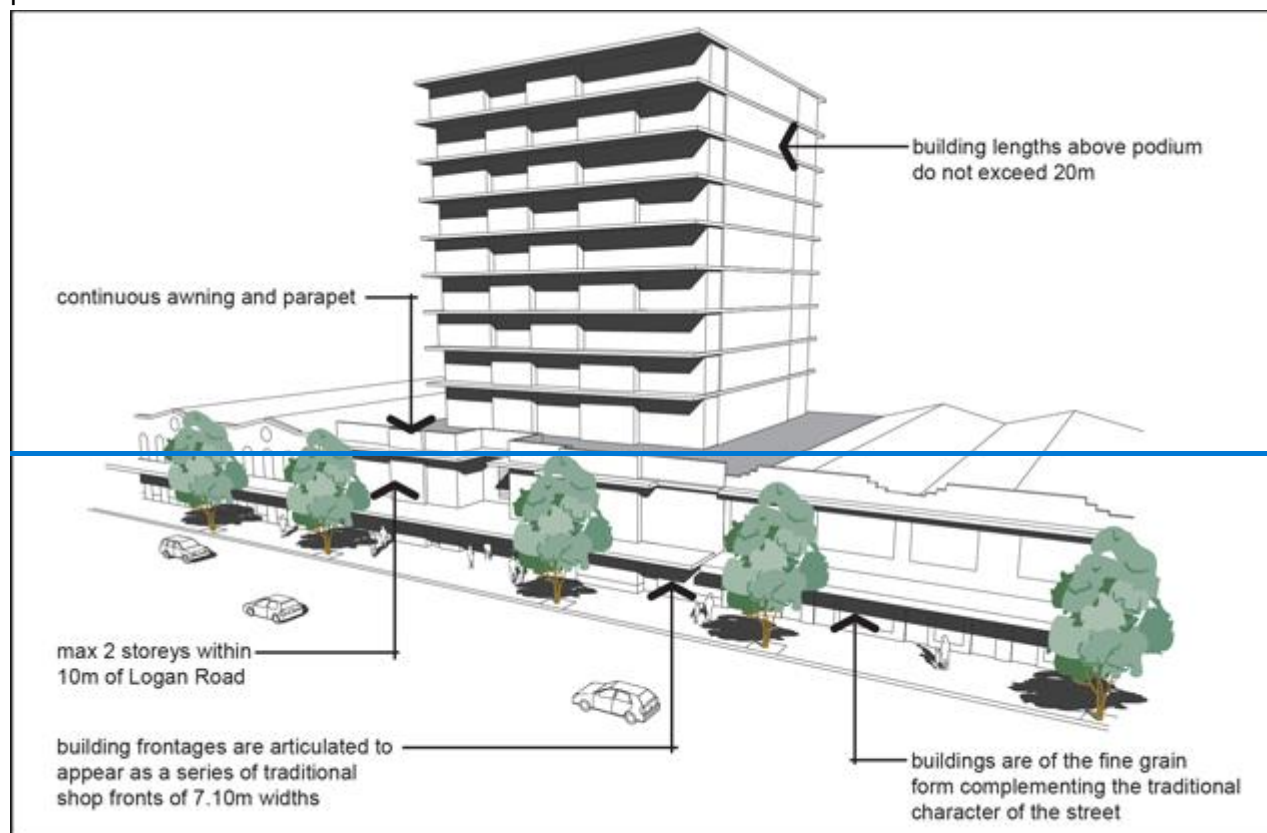 building lengths above podium
do not exceed 20m
continuous awning and parapet
max 2 storeys within
10m of Logan Road
building frontages are articulated to
appear as a series of traditional
shop fronts of 7.10m widths
buildings are of the fine grain
form complementing the traditional
character of the street